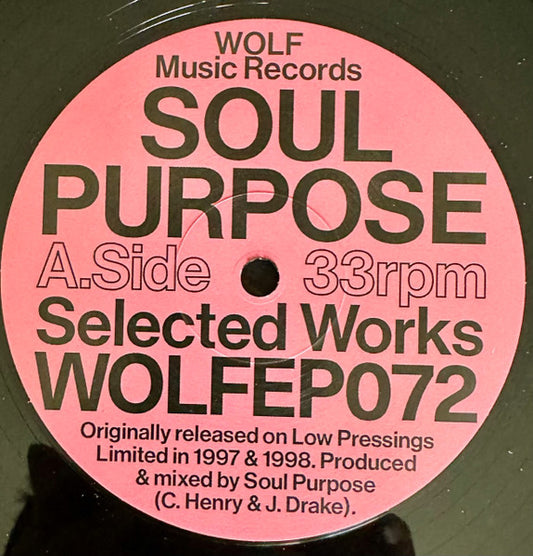 WOLF
Music Records
SOUL
PURPOSE
A.Side 33rpm
Selected Works
WOLFEP072
Originally released on Low Pressings
Limited in 1997 & 1998. Produced
& mixed by Soul Purpose
(C. Henry & J. Drake).